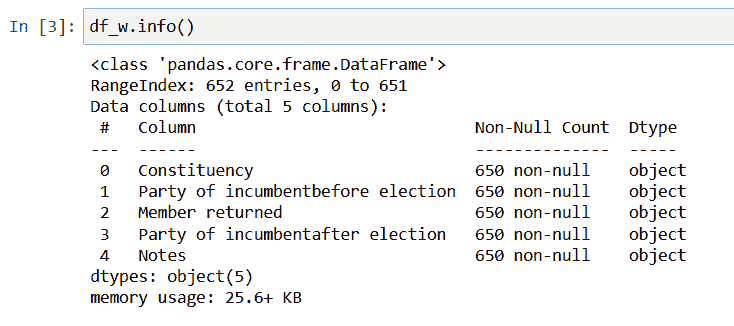 In [3]: df_w.info()
<class 'pandas.core.frame.DataFrame'>
RangeIndex: 652 entries, 0 to 651
Data columns (total 5 columns):
 #   Column                            Non-Null Count  Dtype
---  ------                            --------------  -----
 0   Constituency                      650 non-null    object
 1   Party of incumbentbefore election  650 non-null    object
 2   Member returned                   650 non-null    object
 3   Party of incumbentafter election  650 non-null    object
 4   Notes                             650 non-null    object
dtypes: object(5)
memory usage: 25.6+ KB